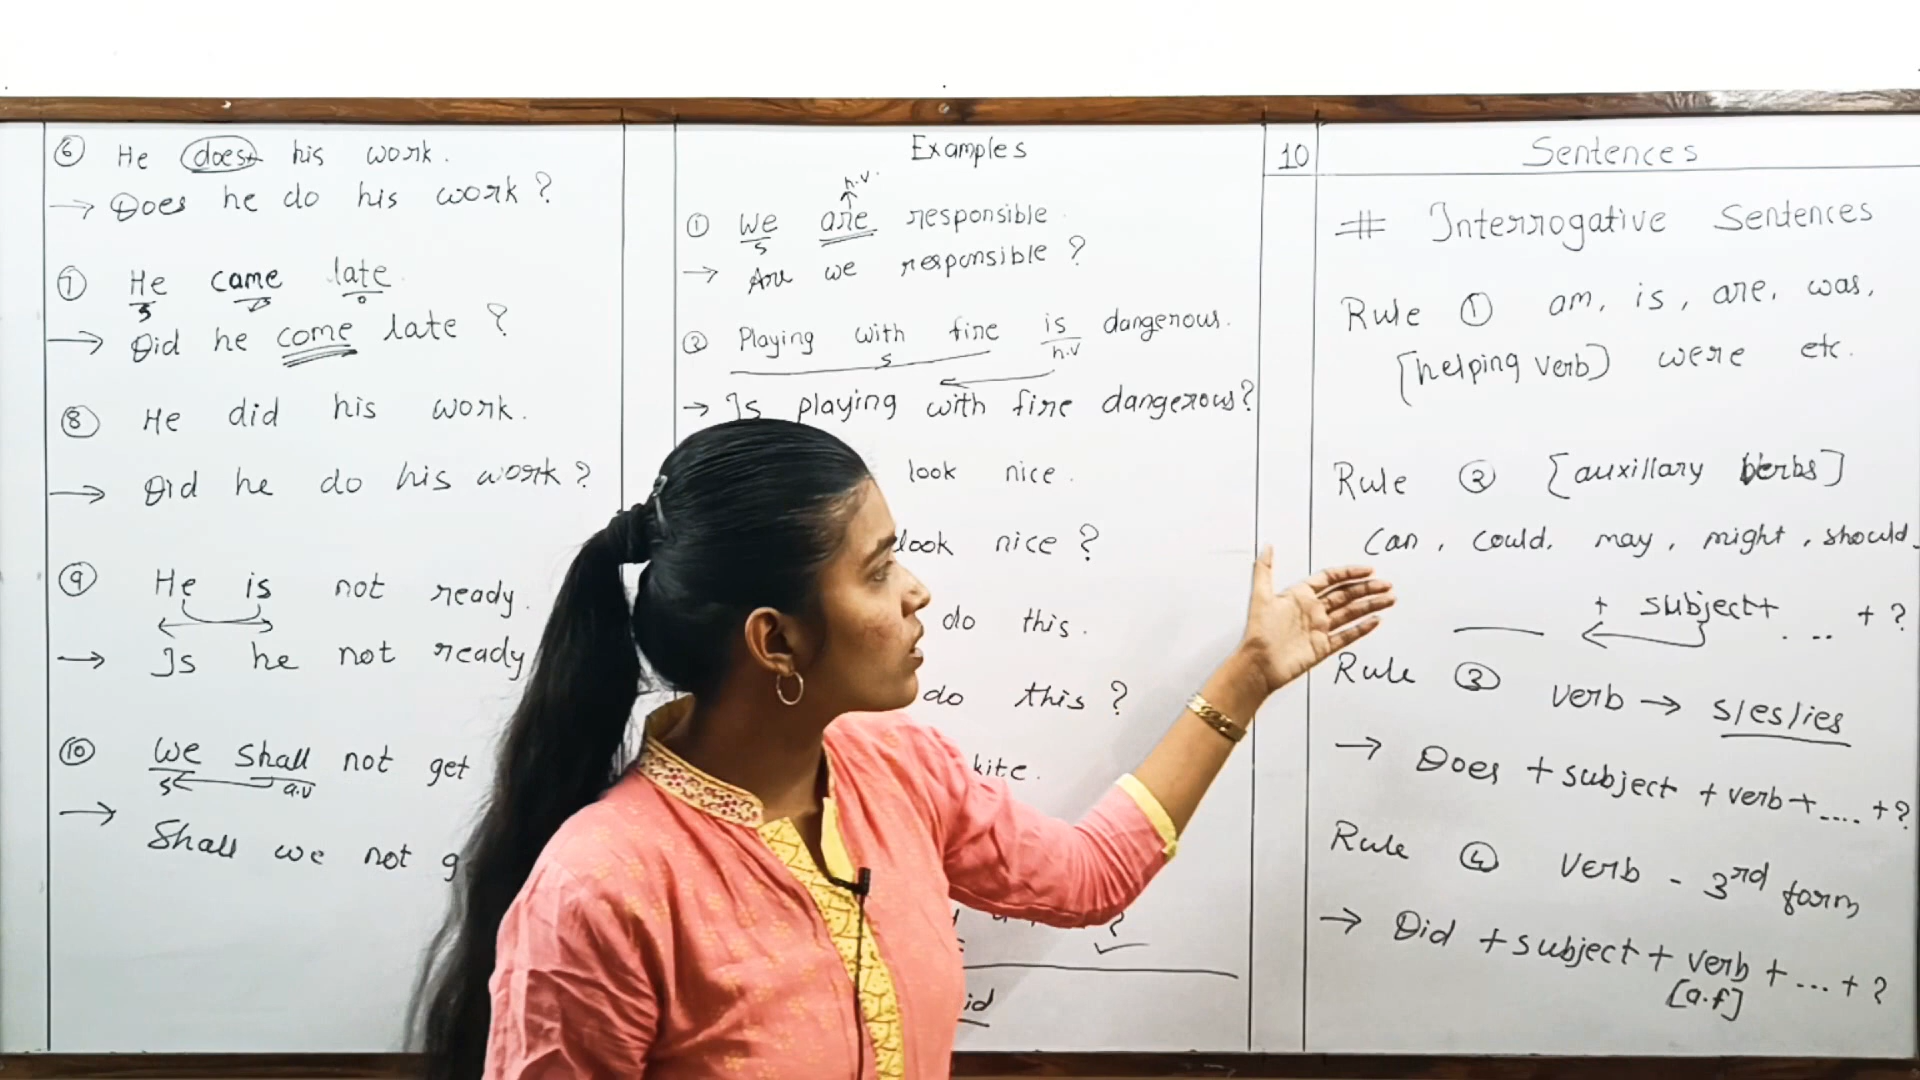 ⑥ He does his work.
→ Does he do his work?
⑦ He came late.
S
o
→ Did he come late?
⑧ He did his work.
→ Did he do his work?
⑨ He is not ready.
→ Is he not ready
⑩ We shall not get
S a.v
→ Shall we not g
Examples
h.v.
① We are responsible
S
→ Are we responsible?
② Playing with fire is dangerous.
S h.v
→ Is playing with fire dangerous?
look nice.
look nice?
do this.
do this?
kite.
?
id
10 Sentences
# Interrogative Sentences
Rule ① am, is, are, was,
[helping verb] were etc.
Rule ② [auxillary verbs]
can, could, may, might, should
+ subject+ ... + ?
Rule ③ verb → s/es/ies
→ Does + subject + verb + .... + ?
Rule ④ verb - 3rd form
→ Did + subject + verb + ... + ?
[a.f]